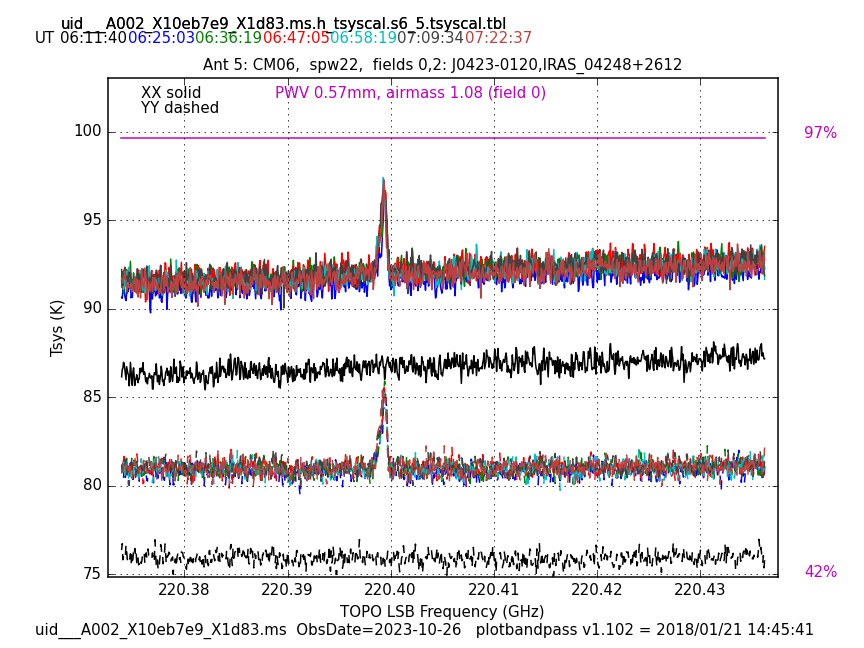 uid___A002_X10eb7e9_X1d83.ms.h_tsyscal.s6_5.tsyscal.tbl
UT 06:11:40 06:25:03 06:36:19 06:47:05 06:58:19 07:09:34 07:22:37
Ant 5: CM06,  spw22,  fields 0,2: J0423-0120,IRAS_04248+2612
XX solid
YY dashed
PWV 0.57mm, airmass 1.08 (field 0)
97%
42%
100
95
90
85
80
75
Tsys (K)
220.38 220.39 220.40 220.41 220.42 220.43
TOPO LSB Frequency (GHz)
uid___A002_X10eb7e9_X1d83.ms  ObsDate=2023-10-26   plotbandpass v1.102 = 2018/01/21 14:45:41